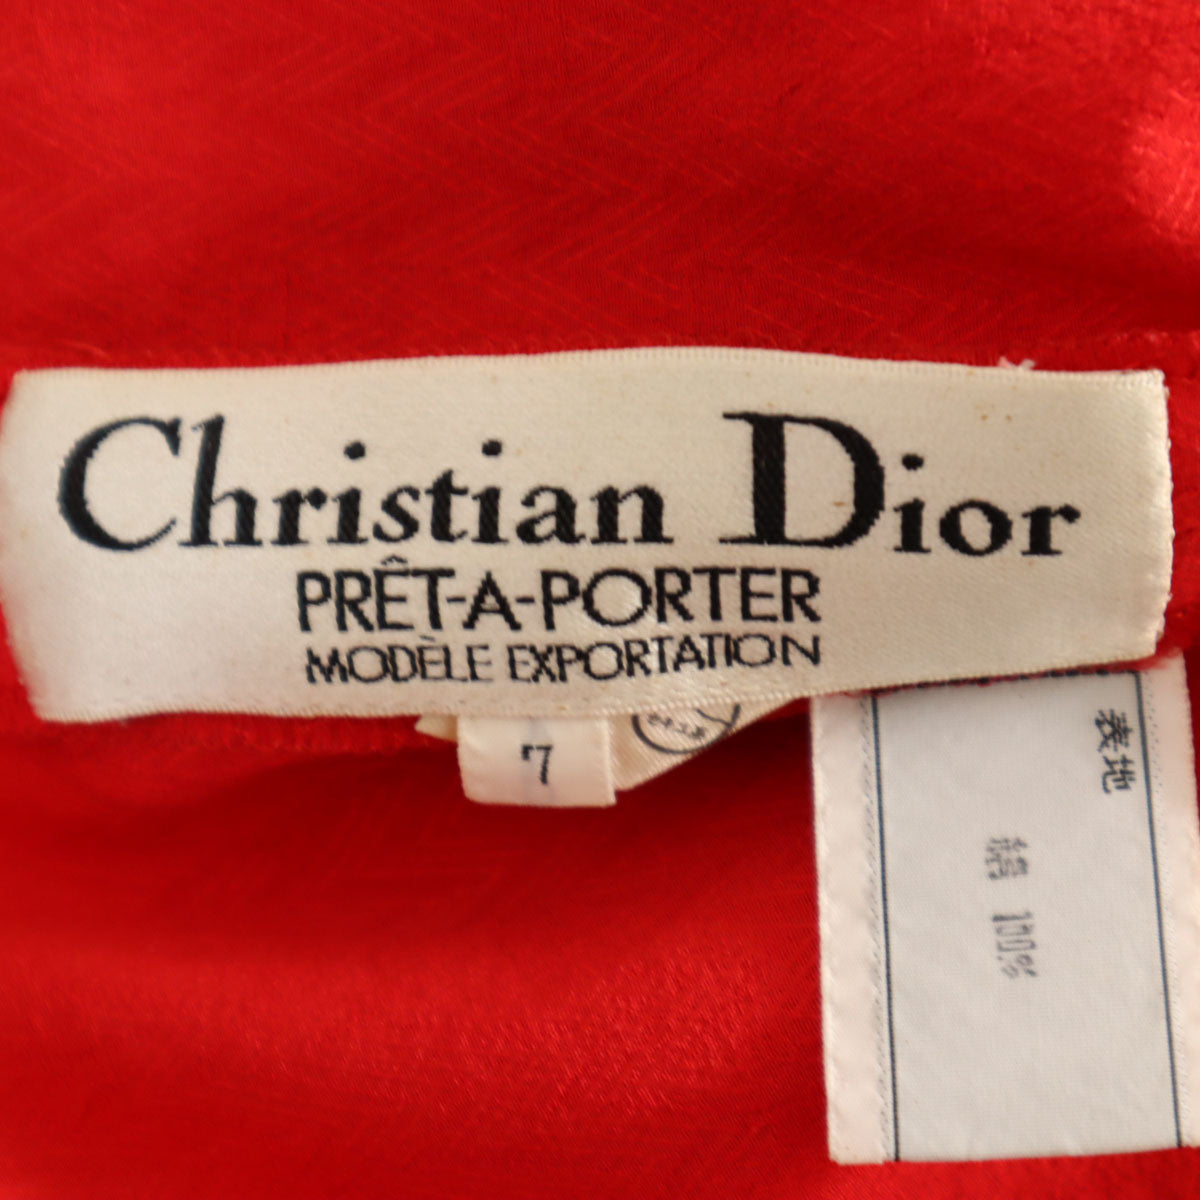 Christian Dior
PRÊT-A-PORTER
MODÈLE EXPORTATION
7
表地
絹 100%